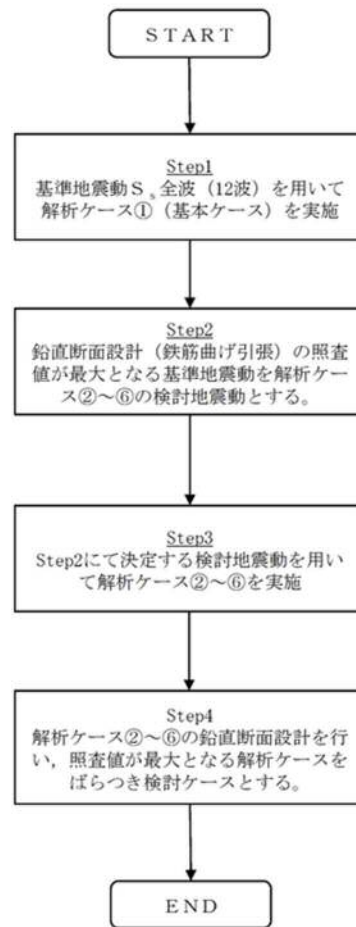 START
Step1
基準地震動Ｓｓ全波（12波）を用いて
解析ケース①（基本ケース）を実施
Step2
鉛直断面設計（鉄筋曲げ引張）の照査
値が最大となる基準地震動を解析ケー
ス②～⑥の検討地震動とする。
Step3
Step2にて決定する検討地震動を用い
て解析ケース②～⑥を実施
Step4
解析ケース②～⑥の鉛直断面設計を行
い，照査値が最大となる解析ケースを
ばらつき検討ケースとする。
END